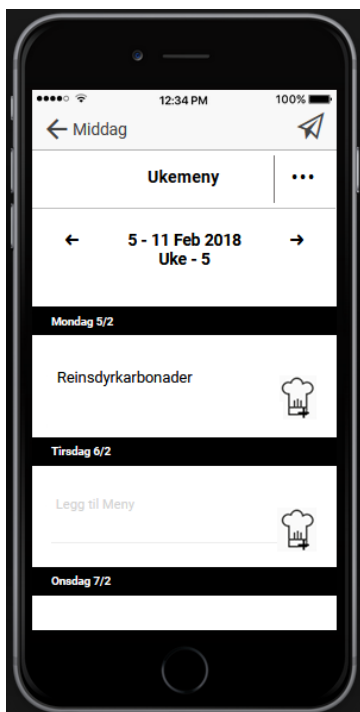 12:34 PM
100%
Middag
Ukemeny
5 - 11 Feb 2018
Uke - 5
Mondag 5/2
Reinsdyrkarbonader
Tirsdag 6/2
Legg til Meny
Onsdag 7/2